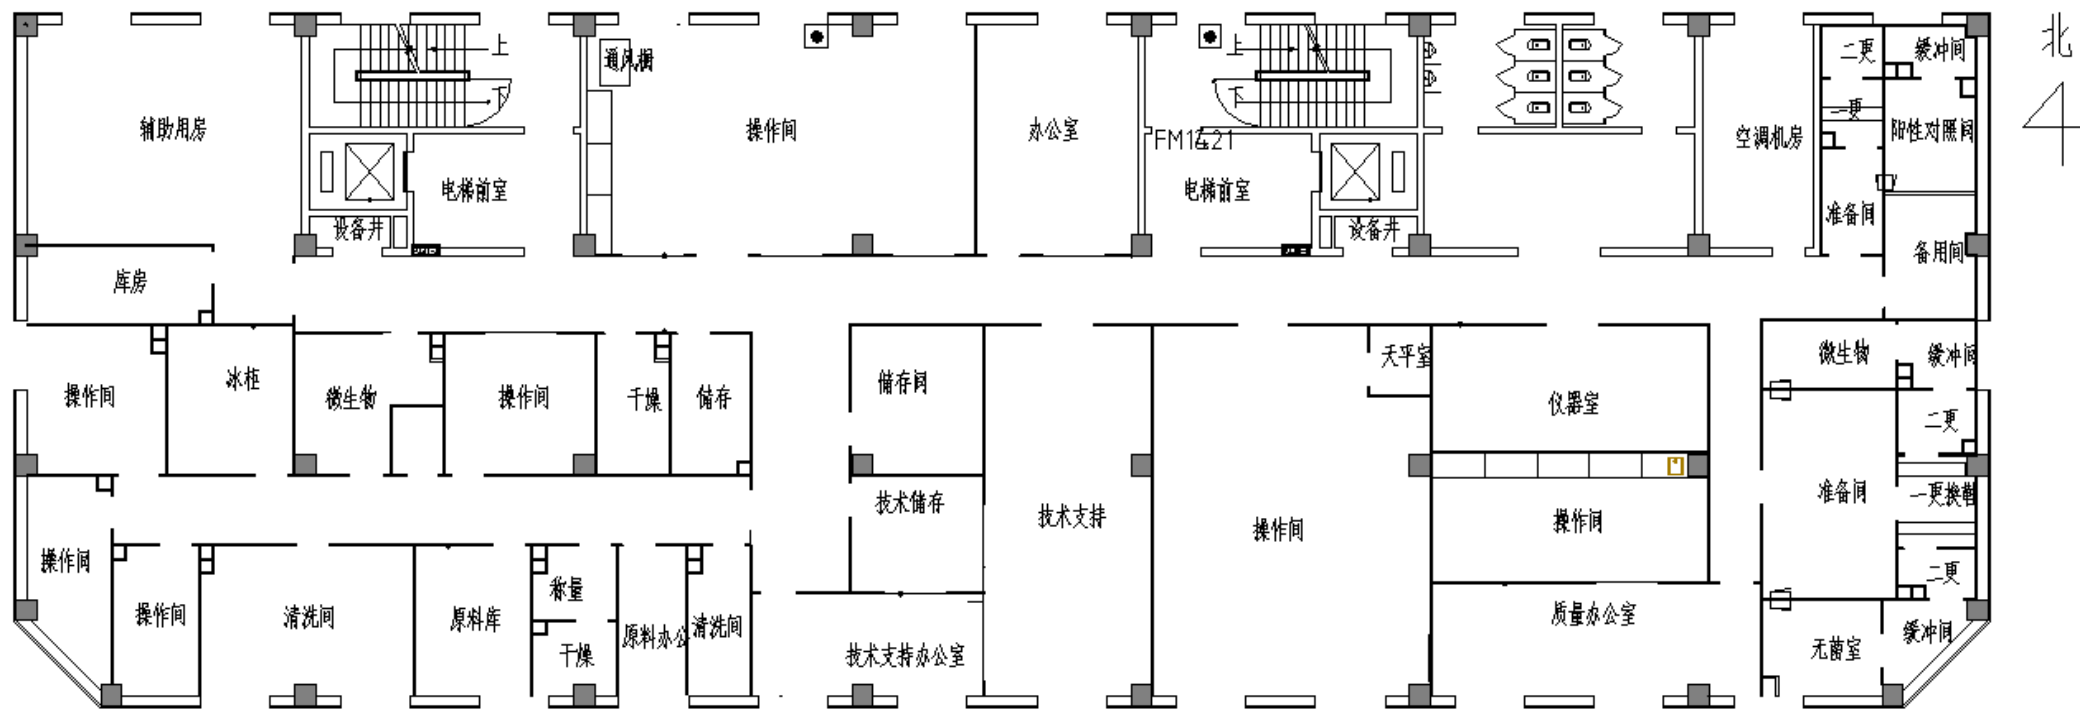 北
上
上
二更
缓冲间
通风橱
下
下
一更
辅助用房
操作间
办公室
FM1421
空调机房
阳性对照间
电梯前室
电梯前室
准备间
设备井
设备井
备用间
库房
天平室
微生物
缓冲间
冰柜
储存间
操作间
微生物
操作间
干燥
储存
仪器室
二更
准备间
一更换鞋
技术储存
技术支持
操作间
操作间
操作间
二更
称量
操作间
清洗间
原料库
质量办公室
原料办公
清洗间
缓冲间
干燥
技术支持办公室
无菌室